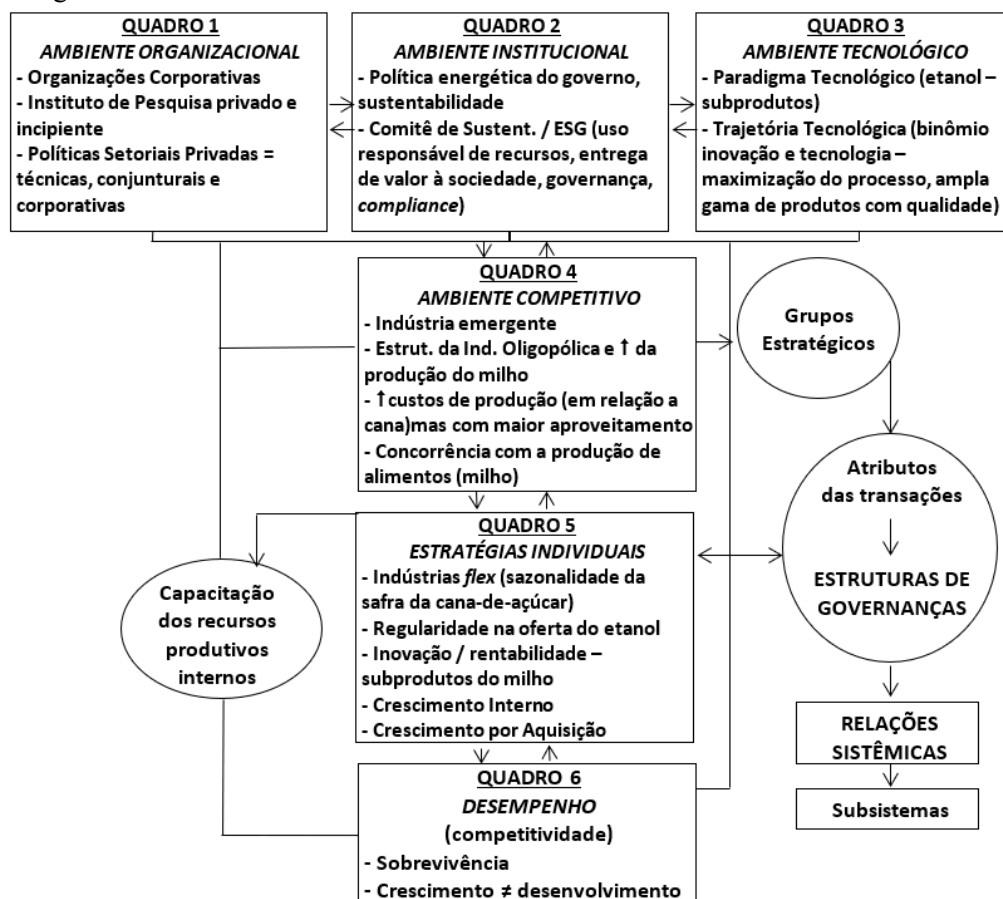 QUADRO 1
AMBIENTE ORGANIZACIONAL
- Organizações Corporativas
- Instituto de Pesquisa privado e
incipiente
- Políticas Setoriais Privadas =
técnicas, conjunturais e
corporativas
QUADRO 2
AMBIENTE INSTITUCIONAL
- Política energética do governo,
sustentabilidade
- Comitê de Sustent. / ESG (uso
responsável de recursos, entrega
de valor à sociedade, governança,
compliance)
QUADRO 3
AMBIENTE TECNOLÓGICO
- Paradigma Tecnológico (etanol –
subprodutos)
- Trajetória Tecnológica (binômio
inovação e tecnologia –
maximização do processo, ampla
gama de produtos com qualidade)
QUADRO 4
AMBIENTE COMPETITIVO
- Indústria emergente
- Estrut. da Ind. Oligopólica e ↑ da
produção do milho
- ↑custos de produção (em relação a
cana)mas com maior aproveitamento
- Concorrência com a produção de
alimentos (milho)
Grupos
Estratégicos
Atributos
das transações
ESTRUTURAS DE
GOVERNANÇAS
QUADRO 5
ESTRATÉGIAS INDIVIDUAIS
- Indústrias flex (sazonalidade da
safra da cana-de-açúcar)
- Regularidade na oferta do etanol
- Inovação / rentabilidade –
subprodutos do milho
- Crescimento Interno
- Crescimento por Aquisição
Capacitação
dos recursos
produtivos
internos
RELAÇÕES
SISTÊMICAS
Subsistemas
QUADRO 6
DESEMPENHO
(competitividade)
- Sobrevivência
- Crescimento ≠ desenvolvimento